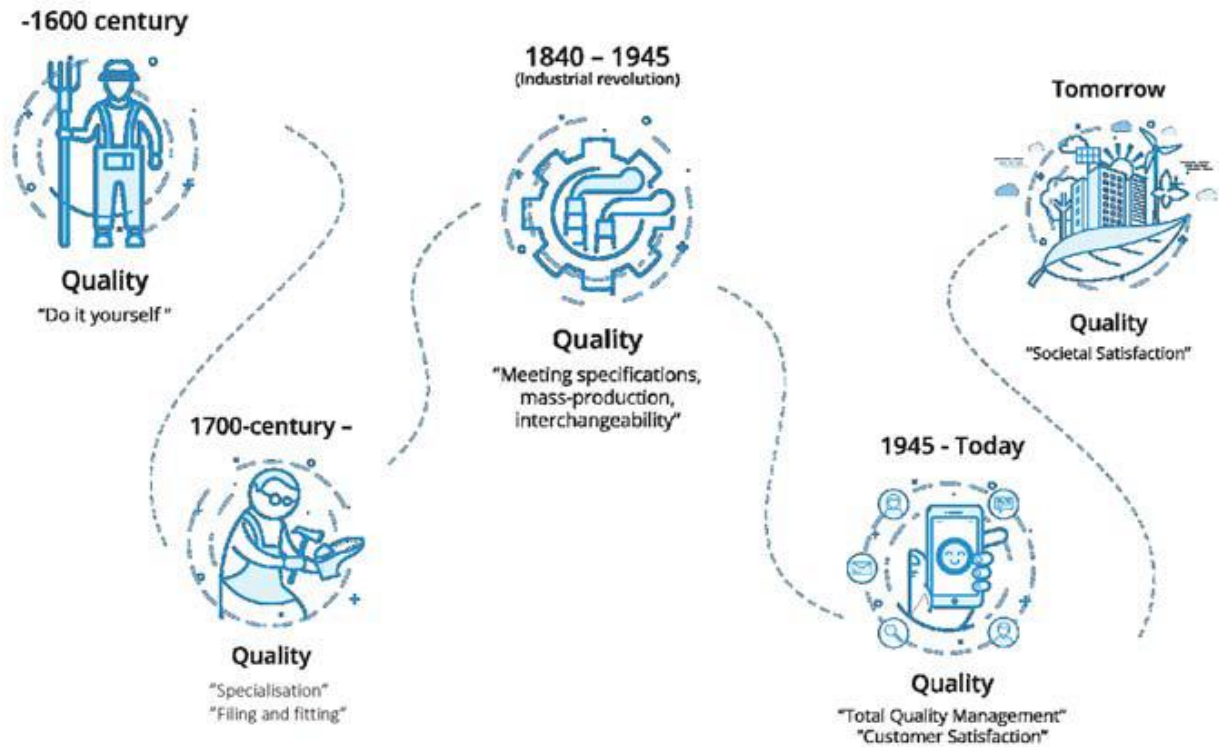 -1600 century
Quality
"Do it yourself"
1700-century –
Quality
"Specialisation"
"Filing and fitting"
1840 – 1945
(Industrial revolution)
Quality
"Meeting specifications,
mass-production,
interchangeability"
1945 - Today
Quality
"Total Quality Management"
"Customer Satisfaction"
Tomorrow
Quality
"Societal Satisfaction"